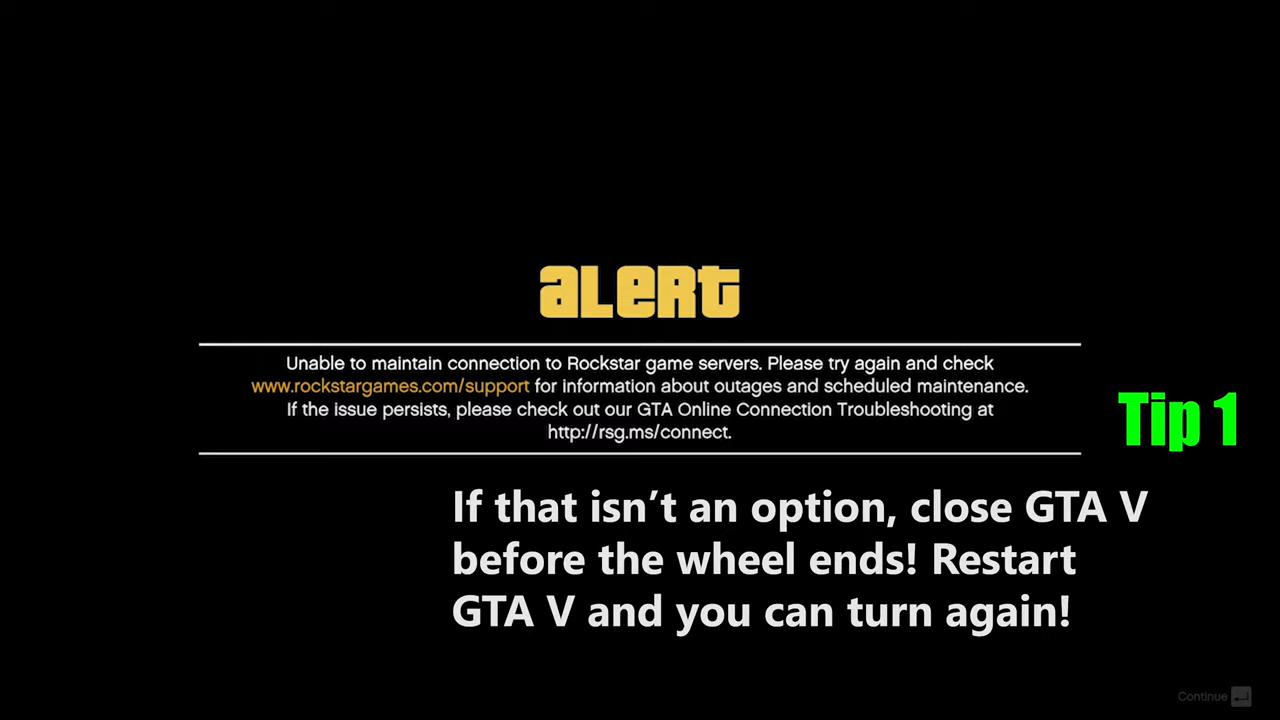 aLeRt
Unable to maintain connection to Rockstar game servers. Please try again and check
www.rockstargames.com/support for information about outages and scheduled maintenance.
If the issue persists, please check out our GTA Online Connection Troubleshooting at
http://rsg.ms/connect.
Tip 1
If that isn’t an option, close GTA V
before the wheel ends! Restart
GTA V and you can turn again!
Continue